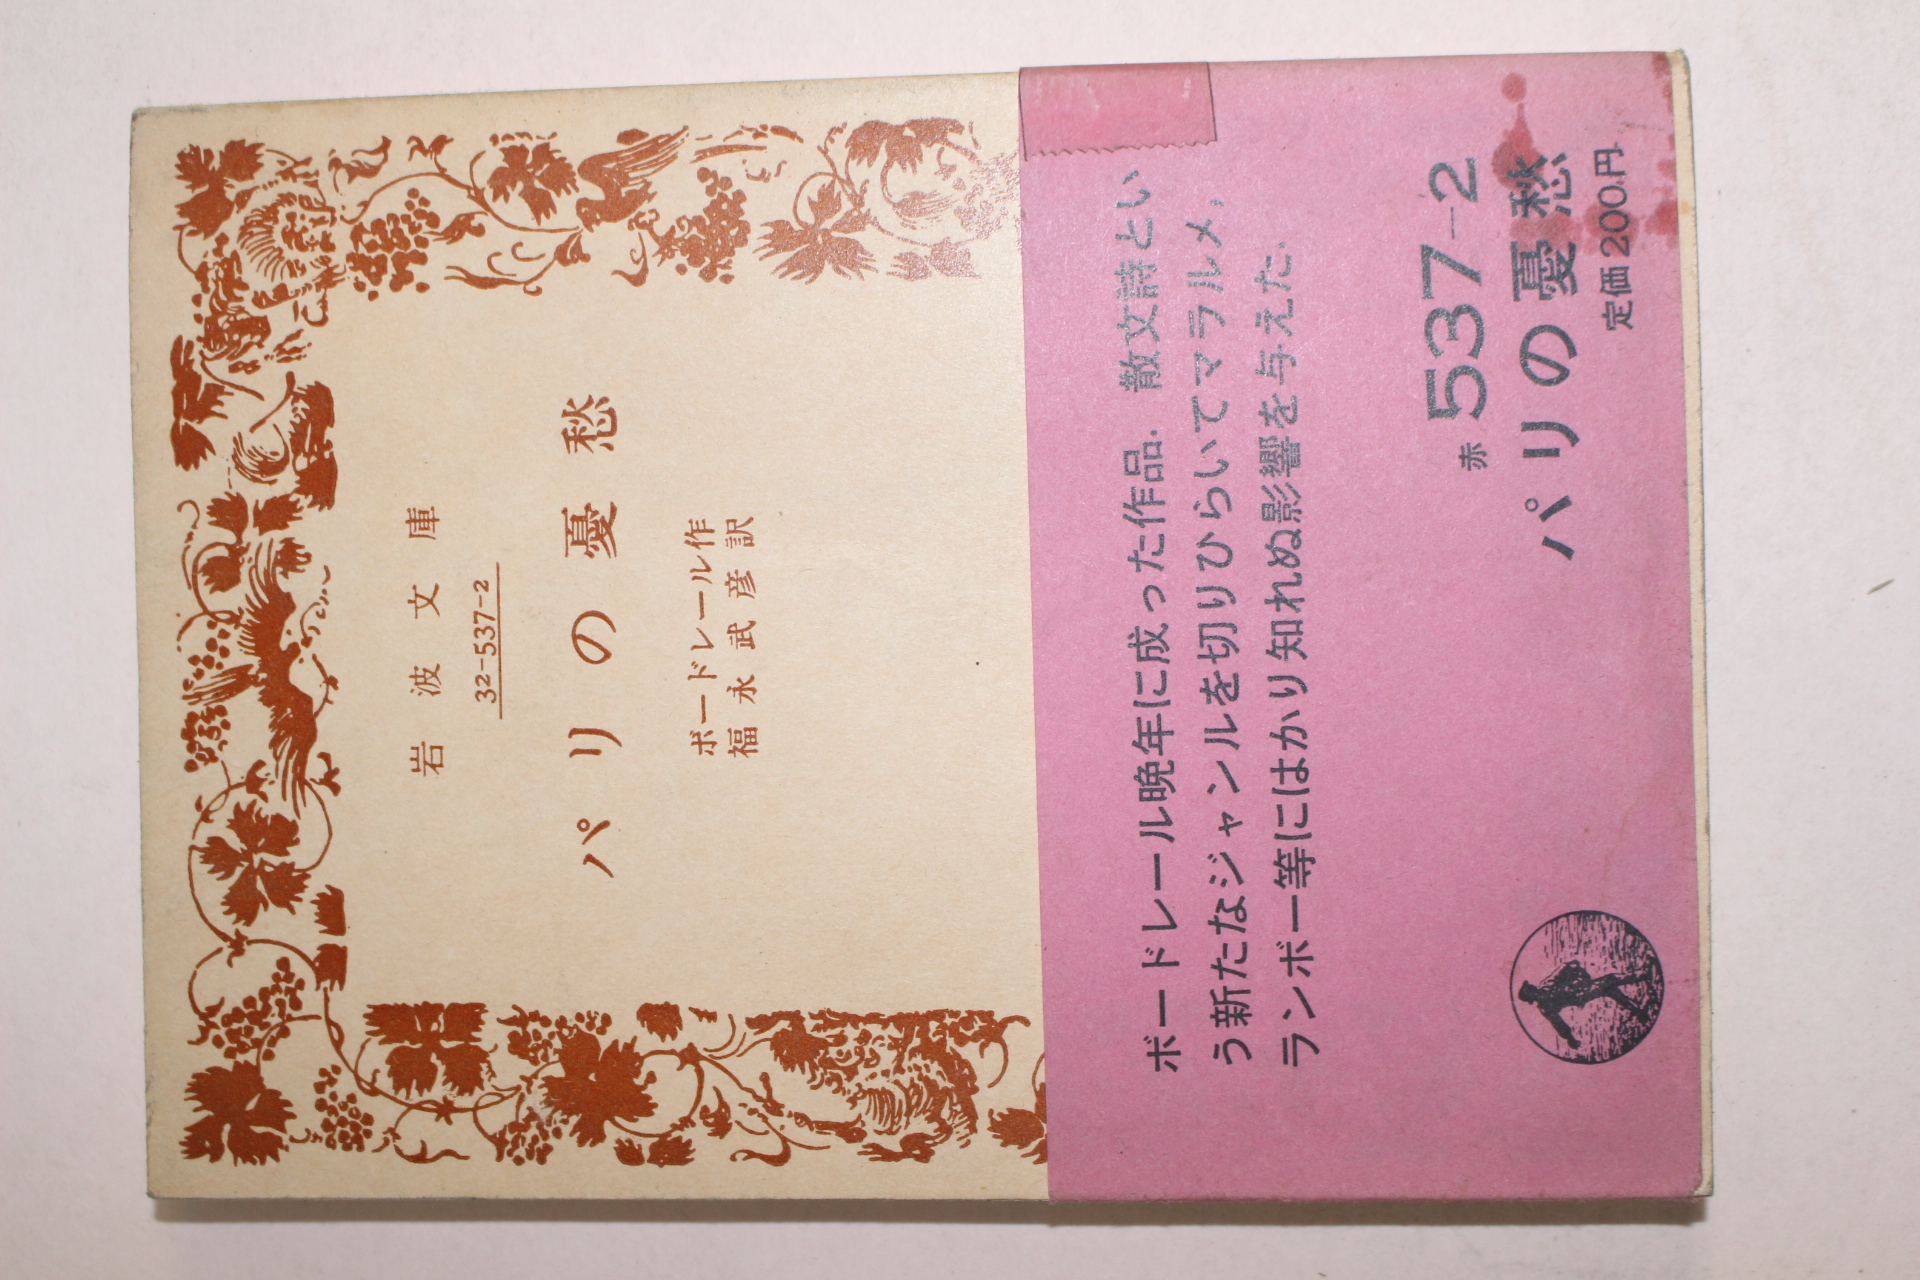 岩波文庫
32-537-2
パリの憂愁
ボードレール作
福永武彦訳
ボードレール晩年に成った作品. 散文詩とい
う新たなジャンルを切りひらいてマラルメ,
ランボー等にはかり知れぬ影響を与えた.
赤 537-2
パリの憂愁
定価200円